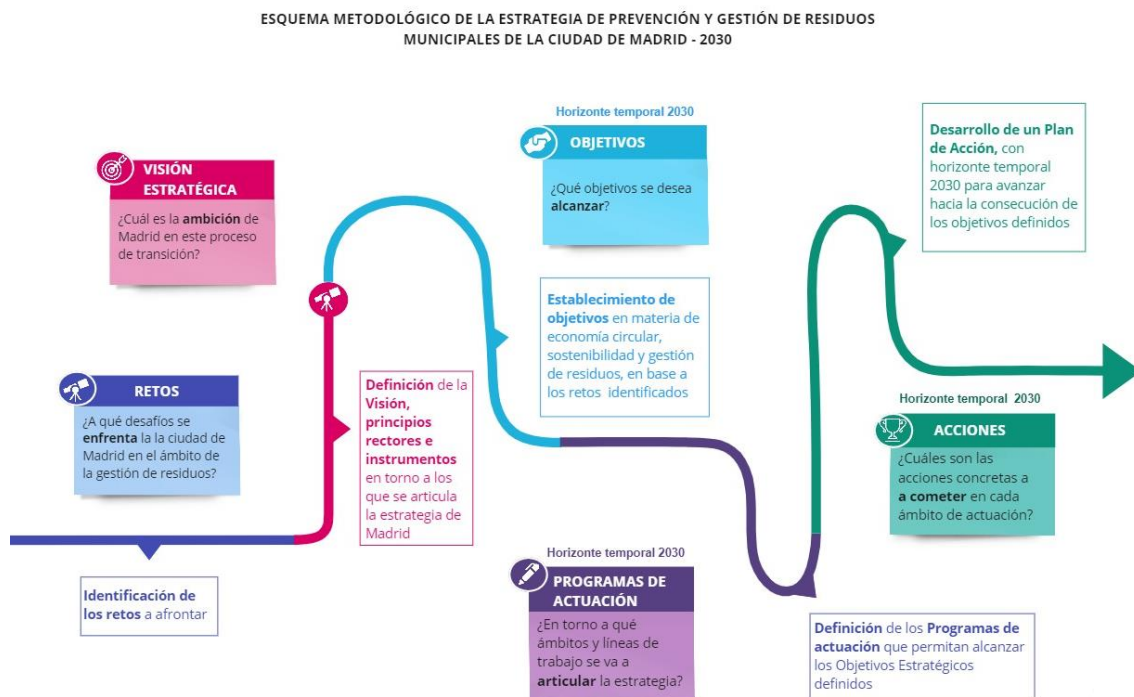 ESQUEMA METODOLÓGICO DE LA ESTRATEGIA DE PREVENCIÓN Y GESTIÓN DE RESIDUOS
MUNICIPALES DE LA CIUDAD DE MADRID - 2030
VISIÓN
ESTRATÉGICA
¿Cuál es la ambición de
Madrid en este proceso
de transición?
RETOS
¿A qué desafíos se
enfrenta la la ciudad de
Madrid en el ámbito de
la gestión de residuos?
Identificación de
los retos a afrontar
Definición de la
Visión,
principios
rectores e
instrumentos
en torno a los
que se articula
la estrategia de
Madrid
Horizonte temporal 2030
OBJETIVOS
¿Qué objetivos se desea
alcanzar?
Establecimiento de
objetivos en materia de
economía circular,
sostenibilidad y gestión
de residuos, en base a
los retos identificados
Horizonte temporal 2030
PROGRAMAS DE
ACTUACIÓN
¿En torno a qué
ámbitos y líneas de
trabajo se va a
articular la estrategia?
Definición de los Programas de
actuación que permitan alcanzar
los Objetivos Estratégicos
definidos
Desarrollo de un Plan
de Acción, con
horizonte temporal
2030 para avanzar
hacia la consecución de
los objetivos definidos
Horizonte temporal 2030
ACCIONES
¿Cuáles son las
acciones concretas a
a cometer en cada
ámbito de actuación?